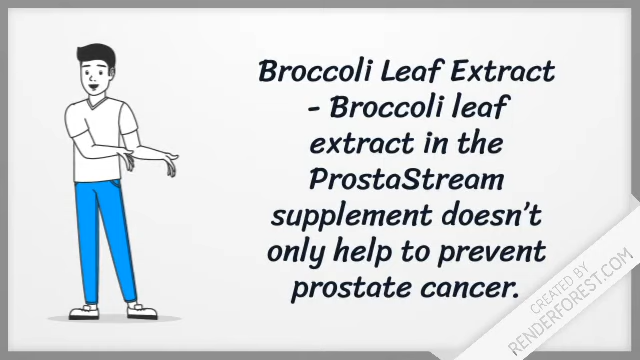 Broccoli Leaf Extract
- Broccoli leaf
extract in the
ProstaStream
supplement doesn't
only help to prevent
prostate cancer.
CREATED BY
RENDERFOREST.COM